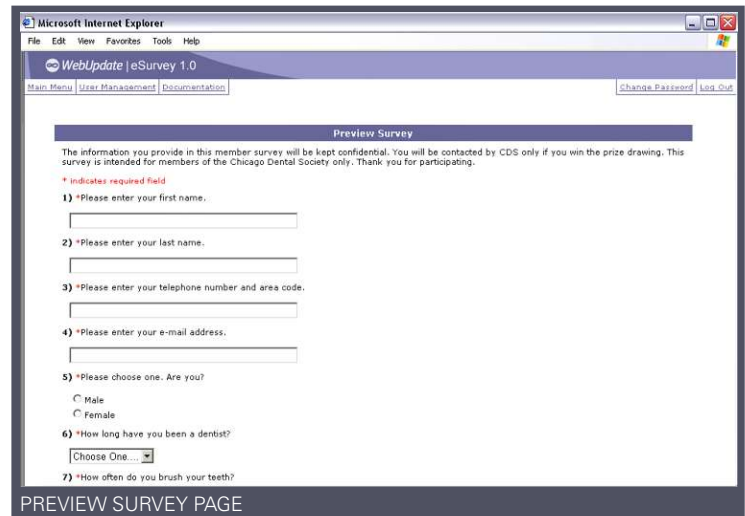 Microsoft Internet Explorer
File Edit View Favorites Tools Help
WebUpdate | eSurvey 1.0
Main Menu User Management Documentation Change Password Log Out
Preview Survey
The information you provide in this member survey will be kept confidential. You will be contacted by CDS only if you win the prize drawing. This
survey is intended for members of the Chicago Dental Society only. Thank you for participating.
* indicates required field
1) *Please enter your first name.
2) *Please enter your last name.
3) *Please enter your telephone number and area code.
4) *Please enter your e-mail address.
5) *Please choose one. Are you?
Male
Female
6) *How long have you been a dentist?
Choose One....
7) *How often do you brush your teeth?
PREVIEW SURVEY PAGE